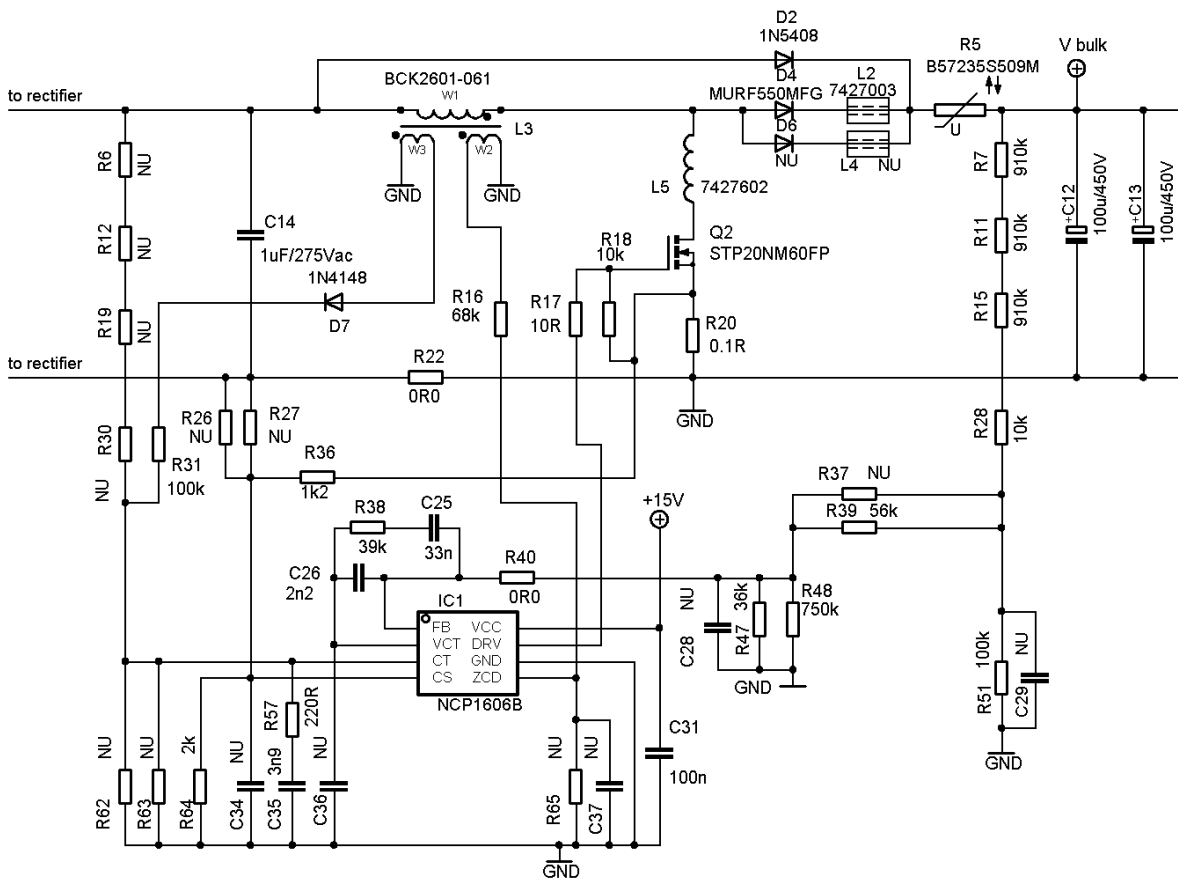 D2
1N5408
R5
B57235S509M
V bulk
BCK2601-061
D4
L2
MURF550MFG
7427003
to rectifier
W1
L3
W3
W2
D6
NU
L4
NU
U
GND
GND
R6
NU
L5
7427602
R7
910k
+C12
100u/450V
+C13
100u/450V
C14
1uF/275Vac
R12
NU
R18
10k
Q2
STP20NM60FP
R11
910k
1N4148
D7
R16
68k
R17
10R
R20
0.1R
R19
NU
R15
910k
to rectifier
R22
0R0
GND
R26
NU
R27
NU
R30
NU
R31
100k
R36
1k2
R28
10k
R37
NU
R39
56k
+15V
R38
39k
C25
33n
C26
2n2
R40
0R0
NU
C28
36k
R47
R48
750k
IC1
FB
VCC
VCT
DRV
CT
GND
CS
ZCD
NCP1606B
GND
100k
R51
NU
C29
GND
R57
220R
C31
100n
NU
R62
NU
R63
2k
R64
NU
C34
3n9
C35
NU
C36
NU
R65
NU
C37
GND